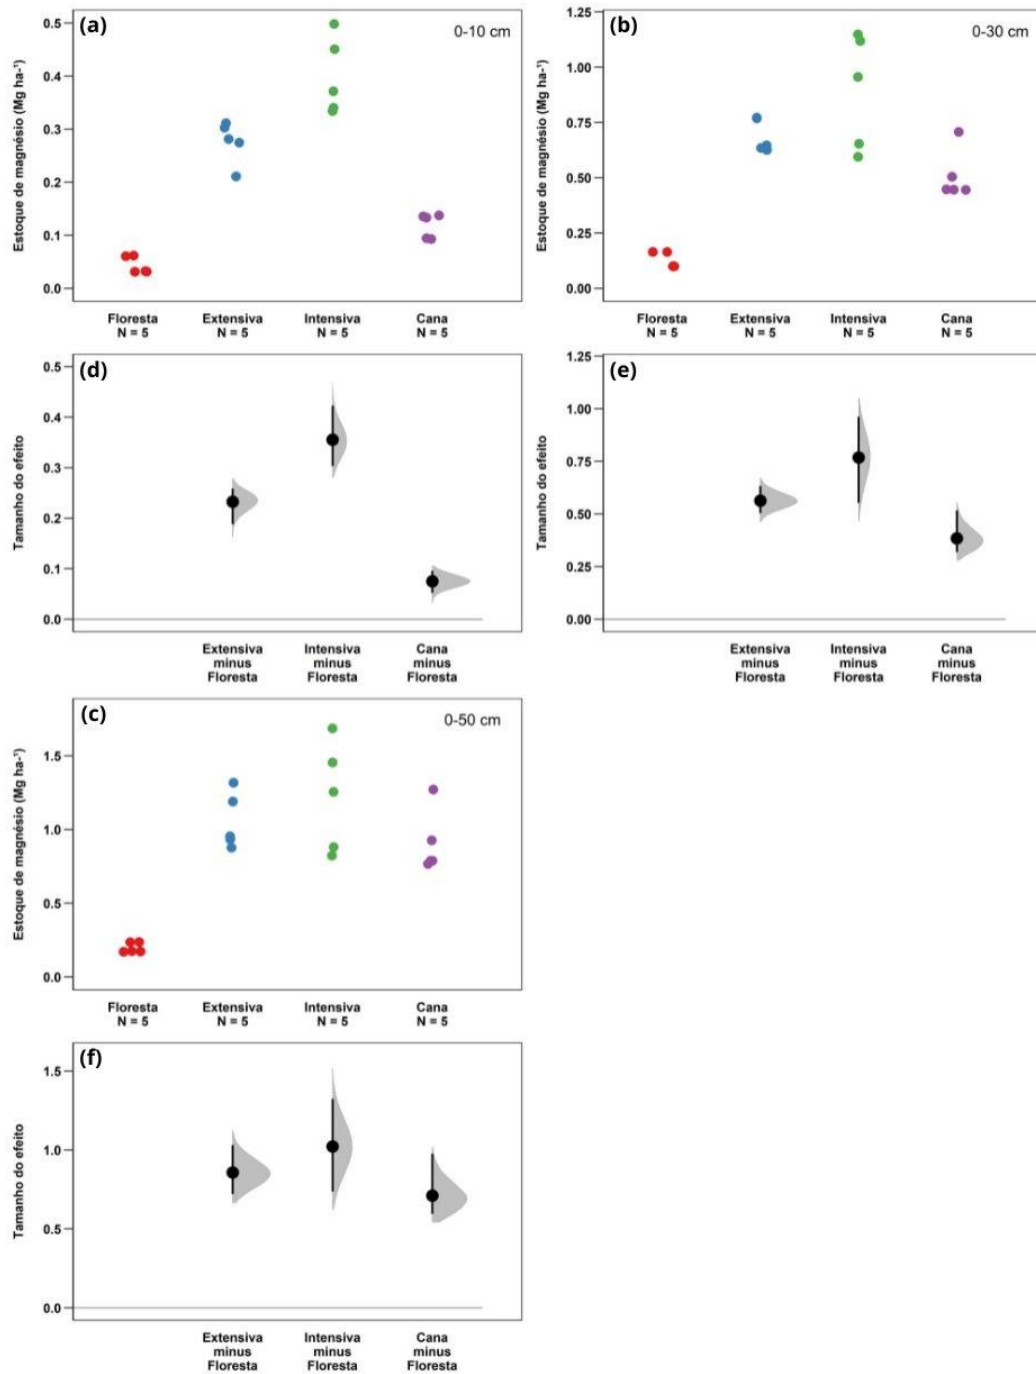 (a)
0-10 cm
Estoque de magnésio (Mg ha-¹)
0.5
0.4
0.3
0.2
0.1
0.0
Floresta Extensiva Intensiva Cana
N = 5 N = 5 N = 5 N = 5
(b)
0-30 cm
Estoque de magnésio (Mg ha-¹)
1.25
1.00
0.75
0.50
0.25
0.00
Floresta Extensiva Intensiva Cana
N = 5 N = 5 N = 5 N = 5
(d)
Tamanho do efeito
0.5
0.4
0.3
0.2
0.1
0.0
Extensiva Intensiva Cana
minus minus minus
Floresta Floresta Floresta
(e)
Tamanho do efeito
1.25
1.00
0.75
0.50
0.25
0.00
Extensiva Intensiva Cana
minus minus minus
Floresta Floresta Floresta
(c)
0-50 cm
Estoque de magnésio (Mg ha-¹)
1.5
1.0
0.5
0.0
Floresta Extensiva Intensiva Cana
N = 5 N = 5 N = 5 N = 5
(f)
Tamanho do efeito
1.5
1.0
0.5
0.0
Extensiva Intensiva Cana
minus minus minus
Floresta Floresta Floresta